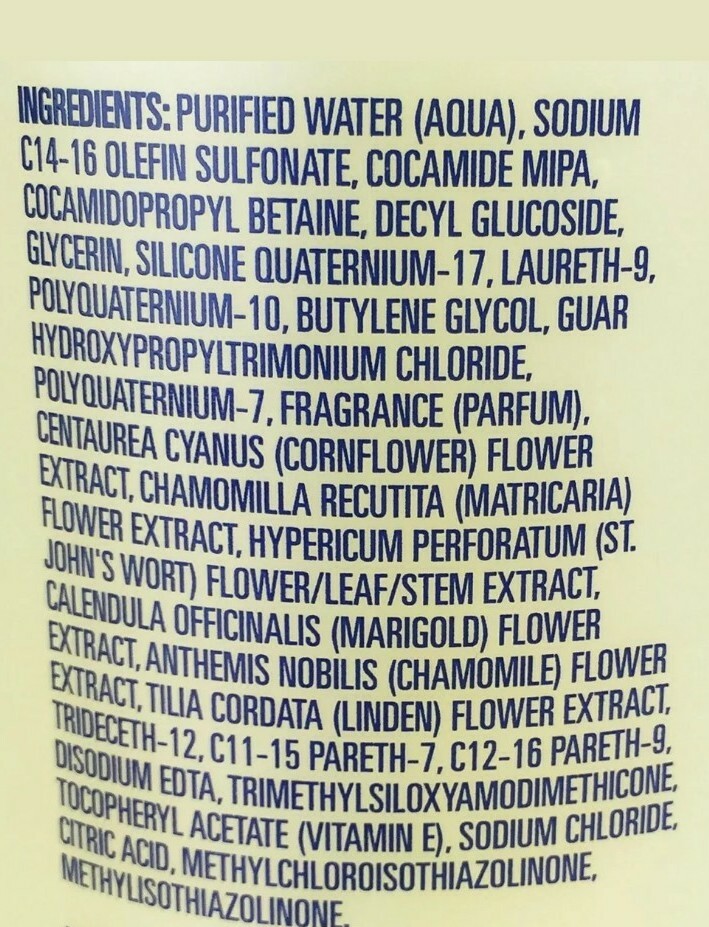 INGREDIENTS: PURIFIED WATER (AQUA), SODIUM
C14-16 OLEFIN SULFONATE, COCAMIDE MIPA,
COCAMIDOPROPYL BETAINE, DECYL GLUCOSIDE,
GLYCERIN, SILICONE QUATERNIUM-17, LAURETH-9,
POLYQUATERNIUM-10, BUTYLENE GLYCOL, GUAR
HYDROXYPROPYLTRIMONIUM CHLORIDE,
POLYQUATERNIUM-7, FRAGRANCE (PARFUM),
CENTAUREA CYANUS (CORNFLOWER) FLOWER
EXTRACT, CHAMOMILLA RECUTITA (MATRICARIA)
FLOWER EXTRACT, HYPERICUM PERFORATUM (ST.
JOHN'S WORT) FLOWER/LEAF/STEM EXTRACT,
CALENDULA OFFICINALIS (MARIGOLD) FLOWER
EXTRACT, ANTHEMIS NOBILIS (CHAMOMILE) FLOWER
EXTRACT, TILIA CORDATA (LINDEN) FLOWER EXTRACT,
TRIDECETH-12, C11-15 PARETH-7, C12-16 PARETH-9,
DISODIUM EDTA, TRIMETHYLSILOXYAMODIMETHICONE,
TOCOPHERYL ACETATE (VITAMIN E), SODIUM CHLORIDE,
CITRIC ACID, METHYLCHLOROISOTHIAZOLINONE,
METHYLISOTHIAZOLINONE.